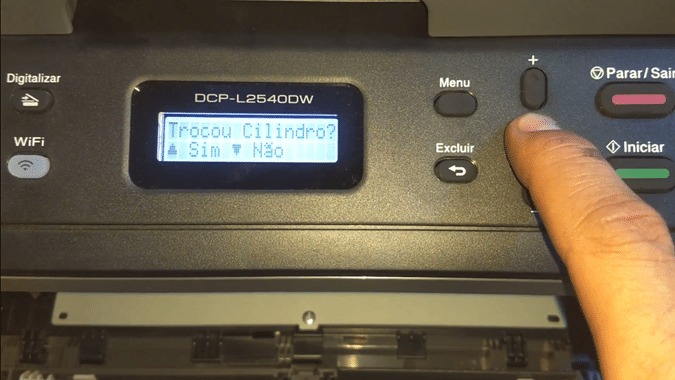 Digitalizar
WiFi
DCP-L2540DW
Trocou Cilindro?
▲ Sim ▼ Não
Menu
Excluir
+
Parar/Sair
Iniciar